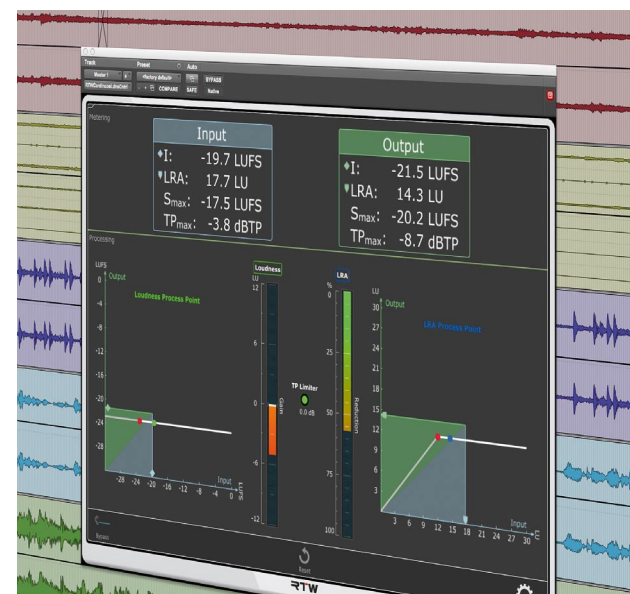 Track Preset Auto
Master 1 <factory default> BYPASS
RTWContinuousLdnsCntrl COMPARE SAFE Native
Metering
Input
I: -19.7 LUFS
LRA: 17.7 LU
Smax: -17.5 LUFS
TPmax: -3.8 dBTP
Output
I: -21.5 LUFS
LRA: 14.3 LU
Smax: -20.2 LUFS
TPmax: -8.7 dBTP
Processing
LUFS
Output
Loudness Process Point
0
-4
-8
-12
-16
-20
-24
-28
-28 -24 -20 -16 -12 -8 -4 0
Input
LUFS
Loudness
LU
12
6
0
-6
-12
Gain
TP Limiter
0.0 dB
LRA
%
0
25
50
75
100
Reduction
LU
Output
LRA Process Point
30
27
24
21
18
15
12
9
6
3
3 6 9 12 15 18 21 24 27 30
Input
LU
Bypass
Reset
RTW